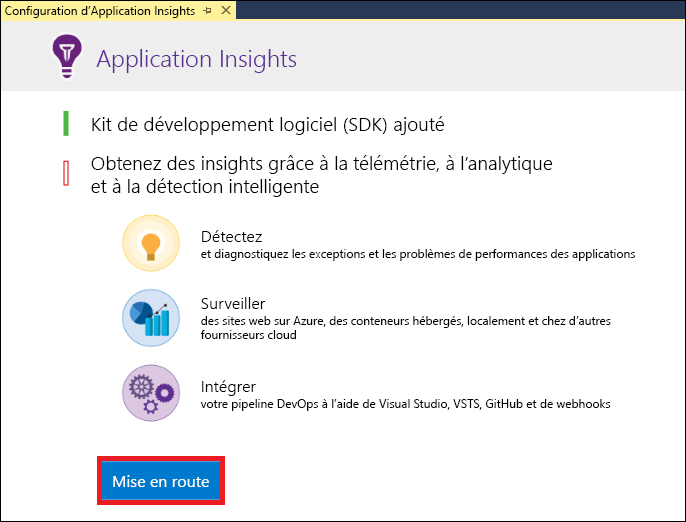 Configuration d’Application Insights
Application Insights
Kit de développement logiciel (SDK) ajouté
Obtenez des insights grâce à la télémétrie, à l’analytique
et à la détection intelligente
Détectez
et diagnostiquez les exceptions et les problèmes de performances des applications
Surveiller
des sites web sur Azure, des conteneurs hébergés, localement et chez d’autres
fournisseurs cloud
Intégrer
votre pipeline DevOps à l’aide de Visual Studio, VSTS, GitHub et de webhooks
Mise en route